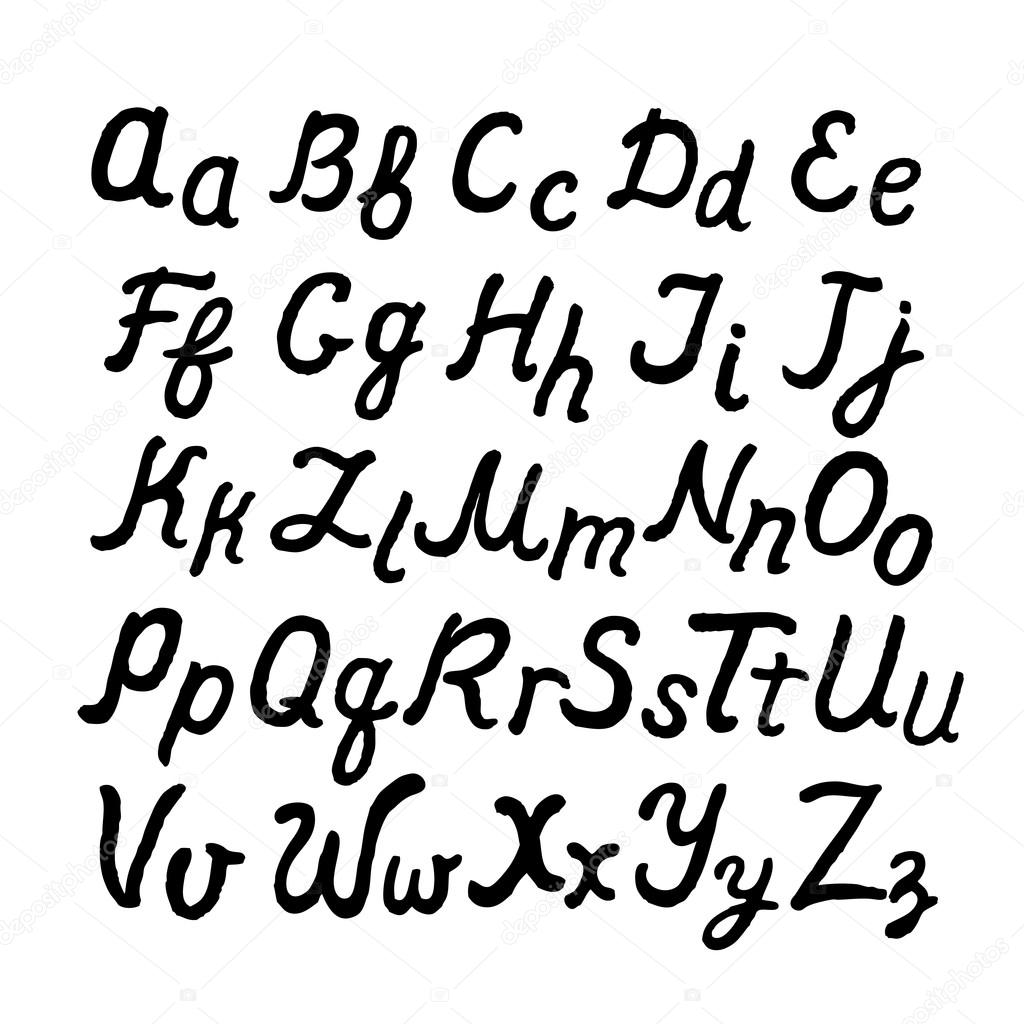 Aa Bb Cc Dd Ee
Ff Gg Hh Ii Jj
Kk Ll Mm Nn Oo
Pp Qq Rr Ss Tt Uu
Vv Ww Xx Yy Zz
depositphotos